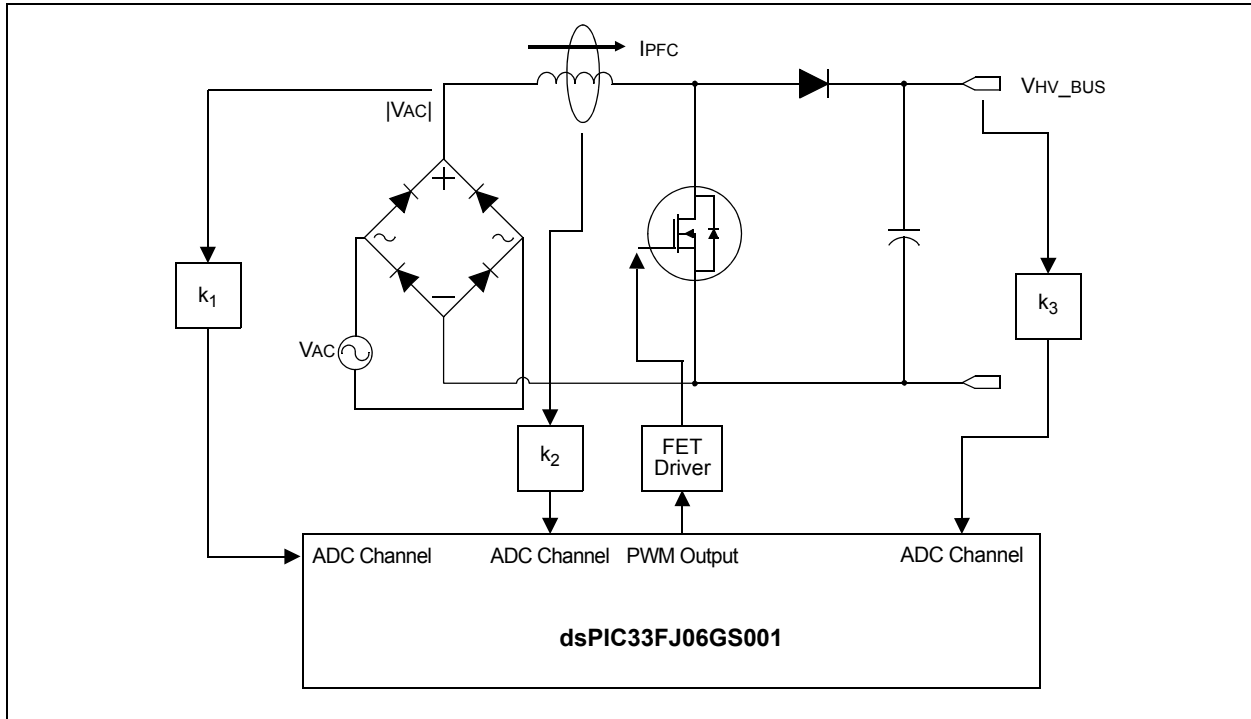 IPFC
|VAC|
VHV_BUS
+
k1
k3
VAC
−
k2
FET
Driver
ADC Channel
ADC Channel
PWM Output
ADC Channel
dsPIC33FJ06GS001